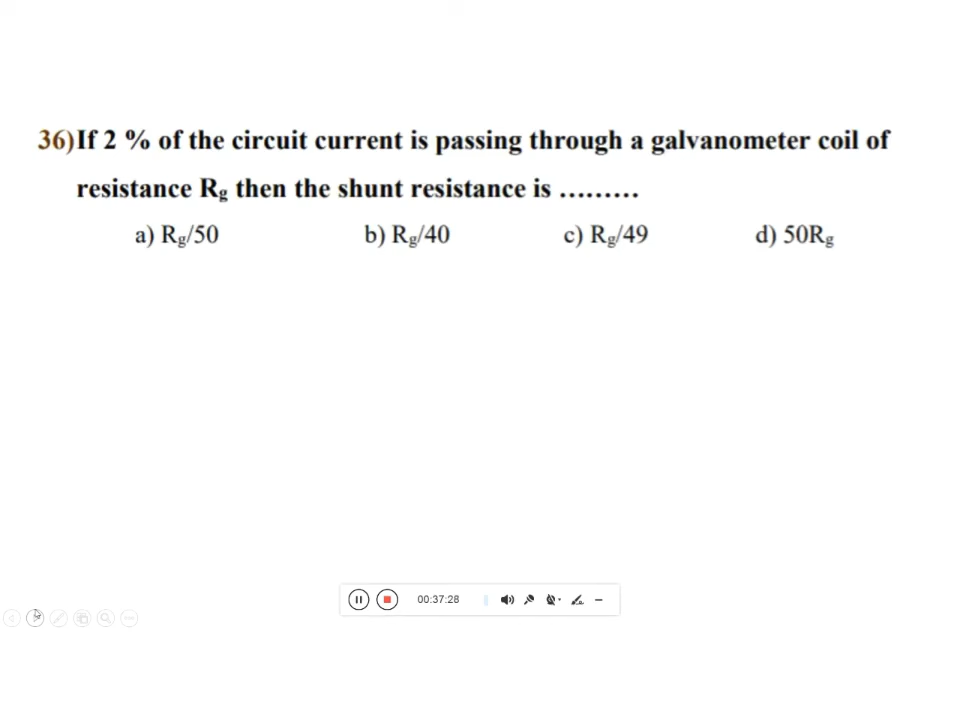 36)If 2 % of the circuit current is passing through a galvanometer coil of
resistance Rg then the shunt resistance is .........
a) Rg/50 b) Rg/40 c) Rg/49 d) 50Rg
00:37:28